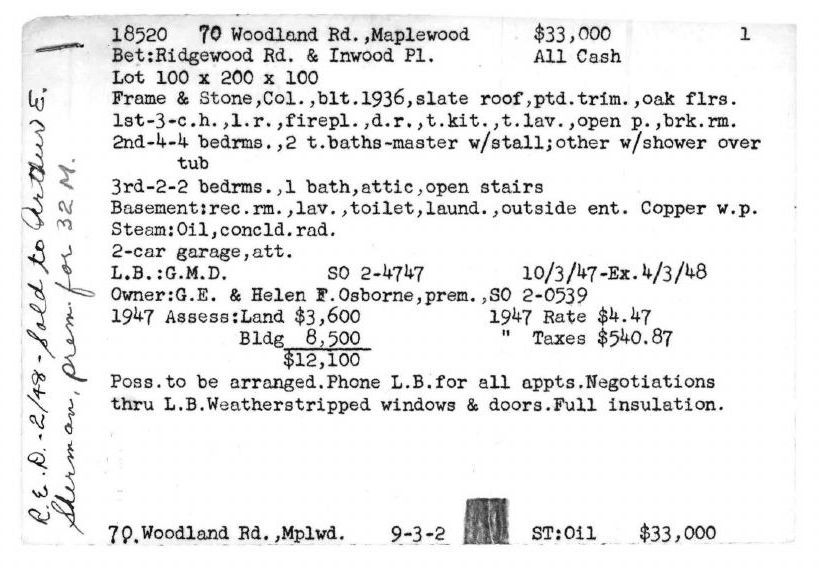 18520 70 Woodland Rd.,Maplewood $33,000 1
Bet:Ridgewood Rd. & Inwood Pl. All Cash
Lot 100 x 200 x 100
Frame & Stone,Col.,blt.1936,slate roof,ptd.trim.,oak flrs.
1st-3-c.h.,l.r.,firepl.,d.r.,t.kit.,t.lav.,open p.,brk.rm.
2nd-4-4 bedrms.,2 t.baths-master w/stall;other w/shower over
tub
3rd-2-2 bedrms.,1 bath,attic,open stairs
Basement:rec.rm.,lav.,toilet,laund.,outside ent. Copper w.p.
Steam:Oil,concld.rad.
2-car garage,att.
L.B.:G.M.D. SO 2-4747 10/3/47-Ex.4/3/48
Owner:G.E. & Helen F.Osborne,prem.,SO 2-0539
1947 Assess:Land $3,600 1947 Rate $4.47
Bldg 8,500 " Taxes $540.87
$12,100
Poss.to be arranged.Phone L.B.for all appts.Negotiations
thru L.B.Weatherstripped windows & doors.Full insulation.
70.Woodland Rd.,Mplwd. 9-3-2 ST:Oil $33,000
R.E.D.-2/48-Sold to Arthur E.
Sherman, prem. for 32 M.